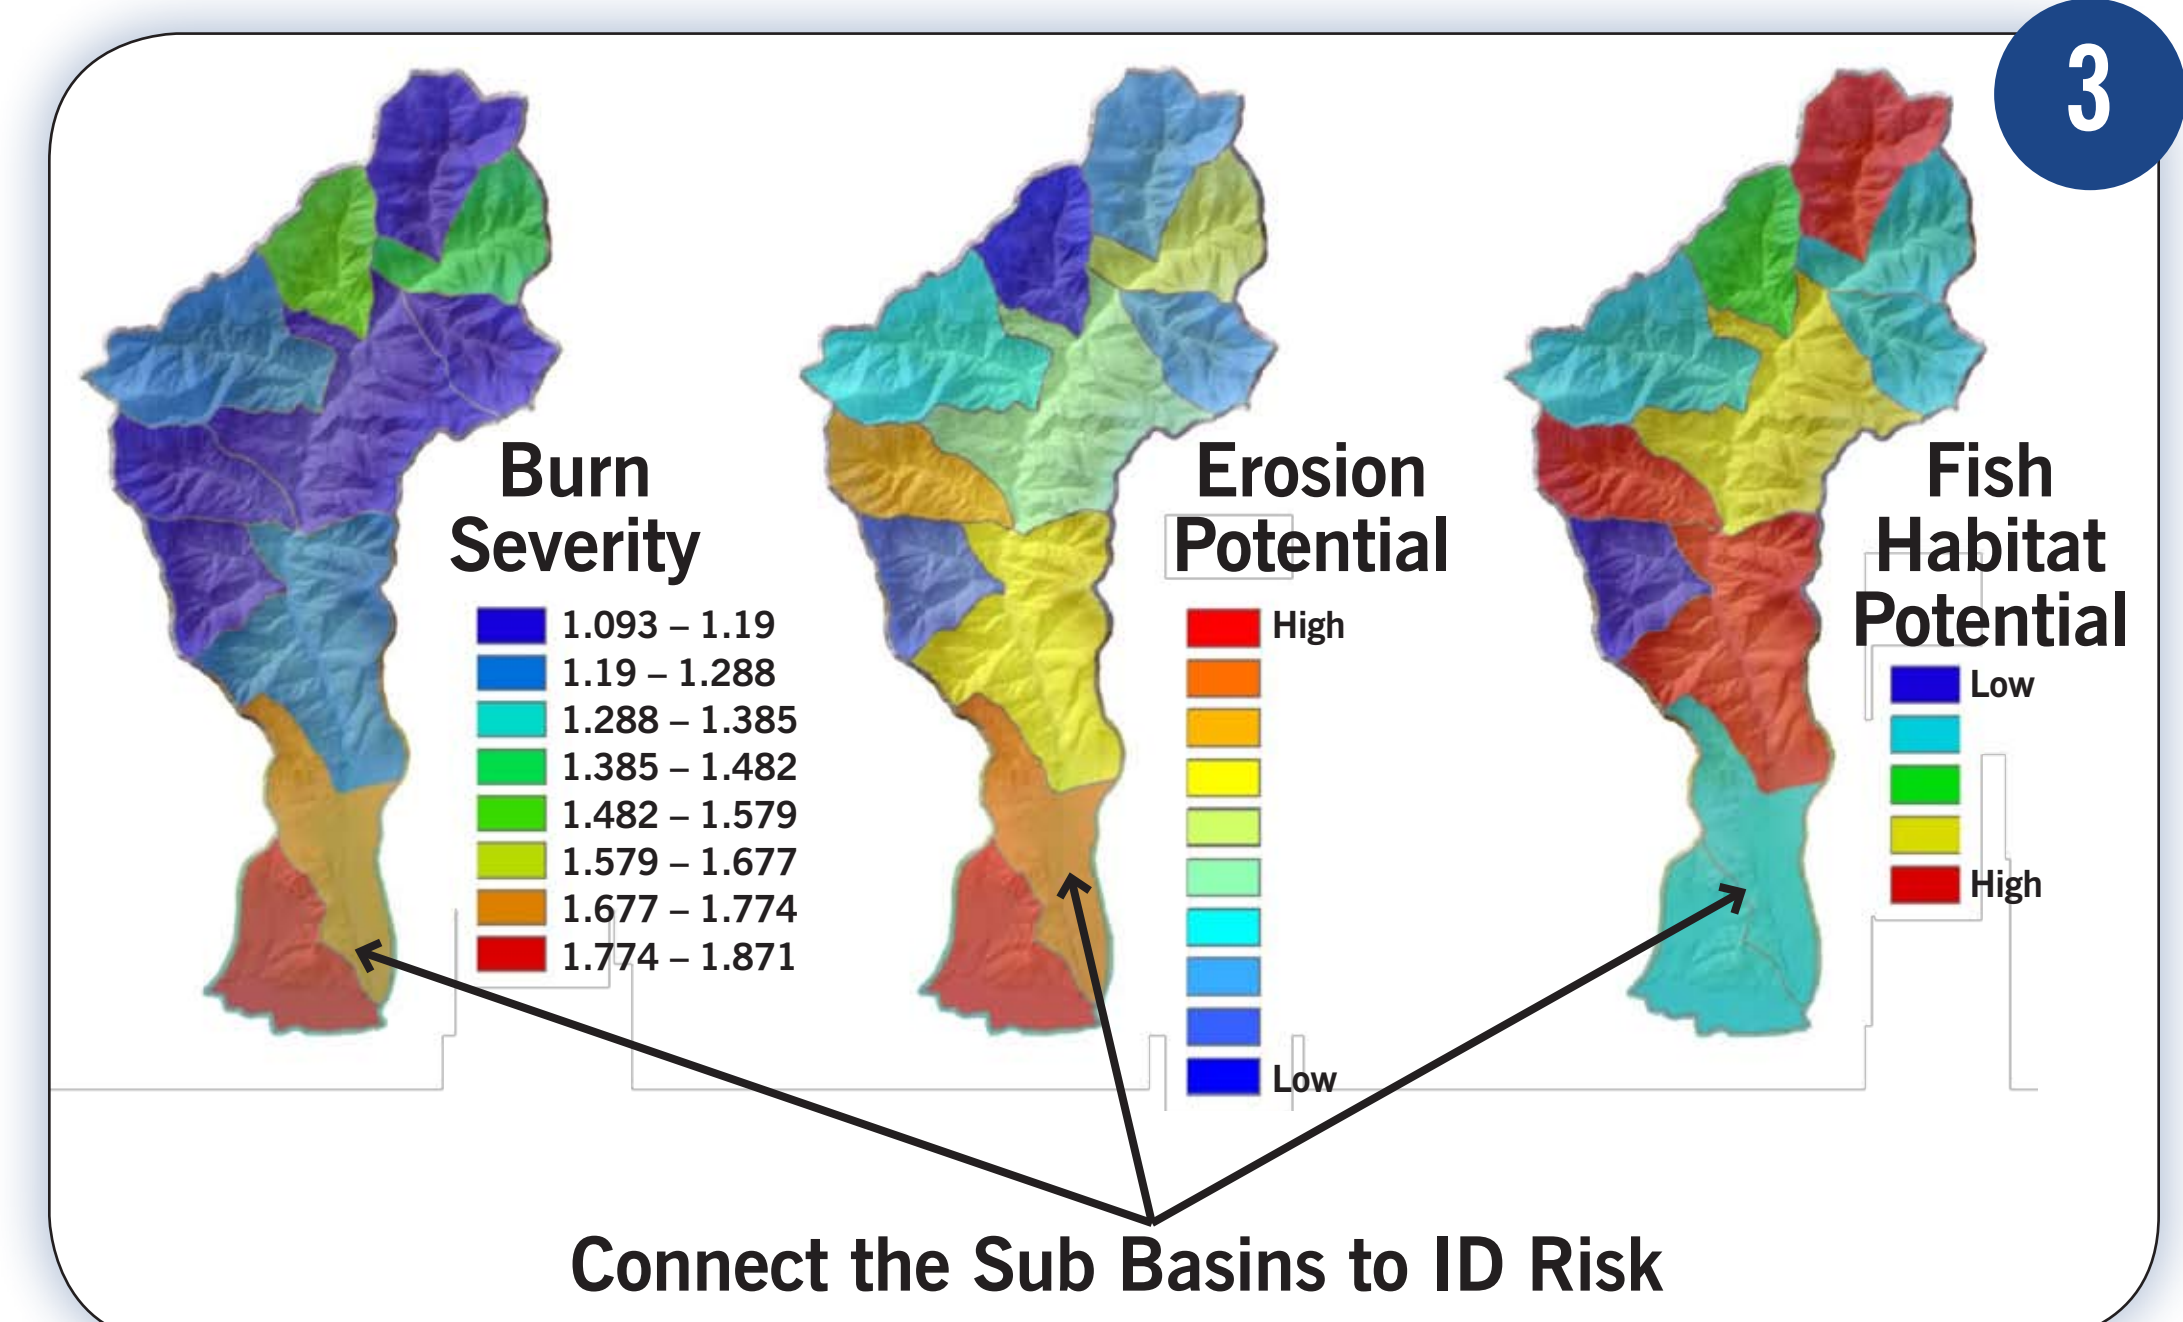 3
Burn
Severity
1.093 – 1.19
1.19 – 1.288
1.288 – 1.385
1.385 – 1.482
1.482 – 1.579
1.579 – 1.677
1.677 – 1.774
1.774 – 1.871
Erosion
Potential
High
Low
Fish
Habitat
Potential
Low
High
Connect the Sub Basins to ID Risk